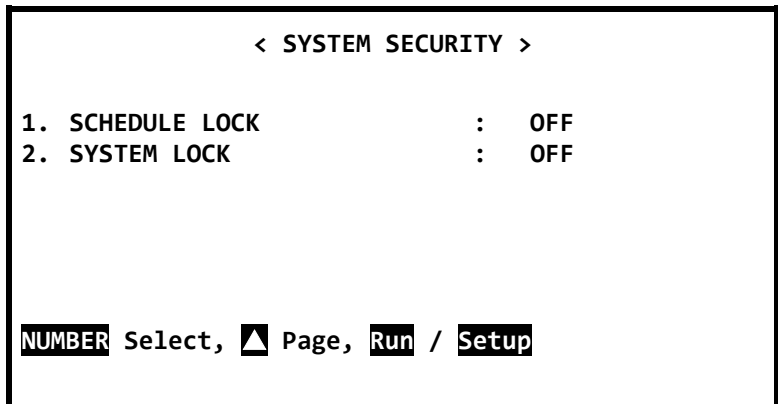 < SYSTEM SECURITY >
1. SCHEDULE LOCK : OFF
2. SYSTEM LOCK : OFF
NUMBER Select, ▲ Page, Run / Setup